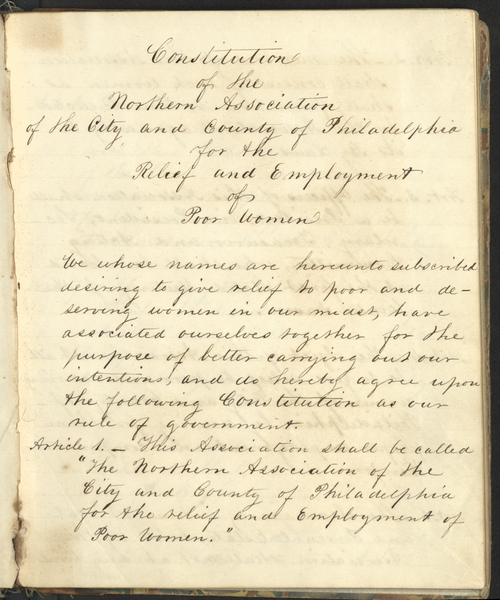 Constitution
of the
Northern Association
of the City and County of Philadelphia
for the
Relief and Employment
of
Poor Women
We whose names are hereunto subscribed
desiring to give relief to poor and de-
serving women in our midst, have
associated ourselves together for the
purpose of better carrying out our
intentions, and do hereby agree upon
the following Constitution as our
rule of government.
Article 1. — This Association shall be called
"The Northern Association of the
City and County of Philadelphia
for the relief and Employment of
Poor Women."